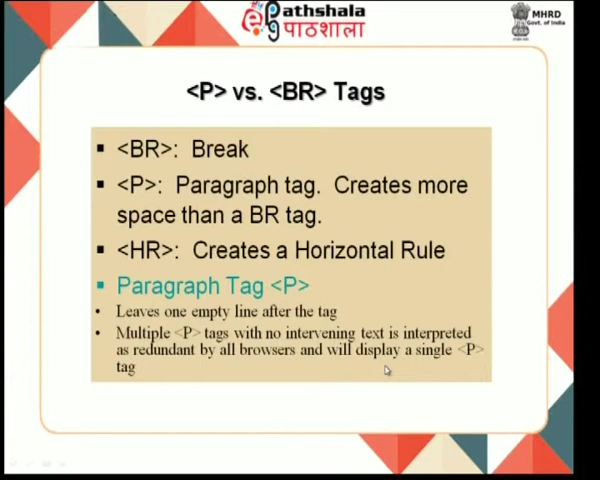 Pathshala
पाठशाला
MHRD
Govt. of India
<P> vs. <BR> Tags
▪ <BR>: Break
▪ <P>: Paragraph tag. Creates more
space than a BR tag.
▪ <HR>: Creates a Horizontal Rule
▪ Paragraph Tag <P>
• Leaves one empty line after the tag
• Multiple <P> tags with no intervening text is interpreted
as redundant by all browsers and will display a single <P>
tag